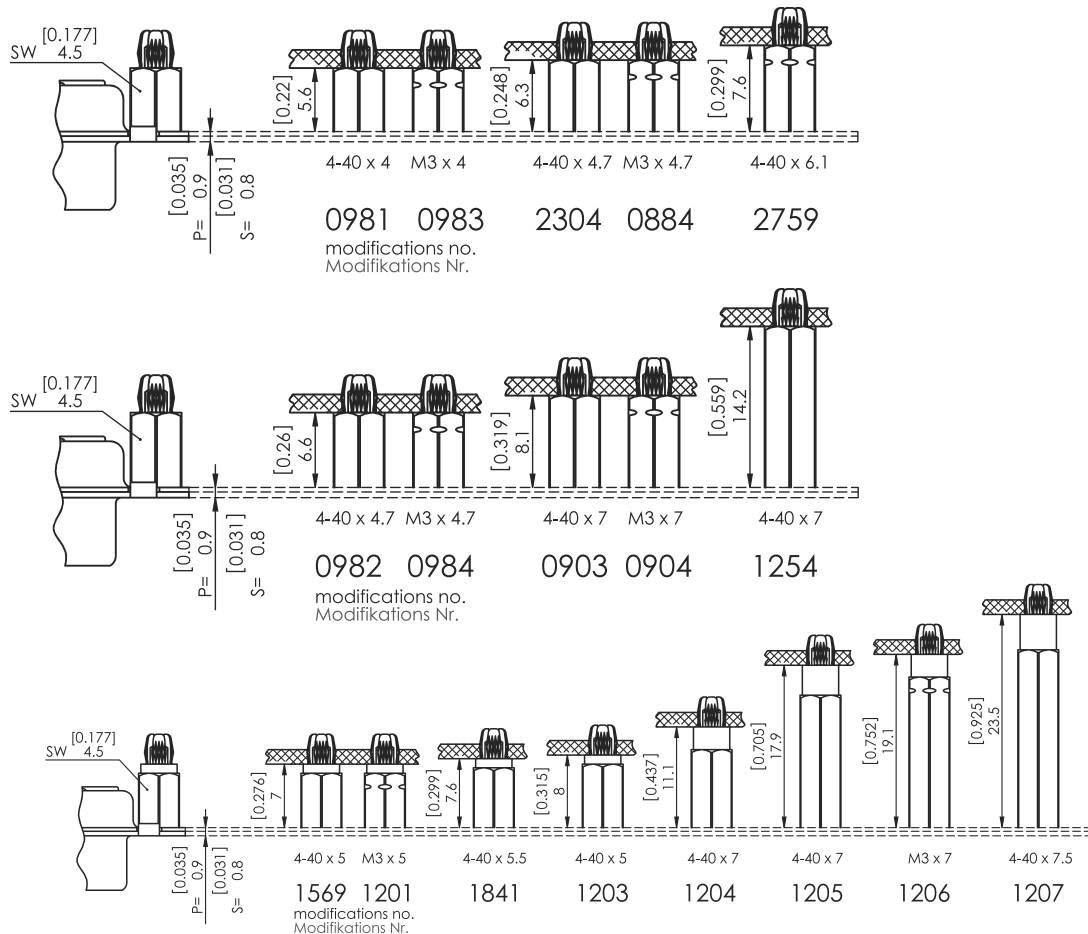 [0.177]
SW 4.5
[0.22]
5.6
[0.248]
6.3
[0.299]
7.6
[0.035]
P= 0.9
[0.031]
S= 0.8
4-40 x 4 M3 x 4 4-40 x 4.7 M3 x 4.7 4-40 x 6.1
0981 0983 2304 0884 2759
modifications no.
Modifikations Nr.
[0.177]
SW 4.5
[0.26]
6.6
[0.319]
8.1
[0.559]
14.2
[0.035]
P= 0.9
[0.031]
S= 0.8
4-40 x 4.7 M3 x 4.7 4-40 x 7 M3 x 7 4-40 x 7
0982 0984 0903 0904 1254
modifications no.
Modifikations Nr.
[0.177]
SW 4.5
[0.276]
7
[0.299]
7.6
[0.315]
8
[0.437]
11.1
[0.705]
17.9
[0.752]
19.1
[0.925]
23.5
[0.035]
P= 0.9
[0.031]
S= 0.8
4-40 x 5 M3 x 5 4-40 x 5.5 4-40 x 5 4-40 x 7 4-40 x 7 M3 x 7 4-40 x 7.5
1569 1201 1841 1203 1204 1205 1206 1207
modifications no.
Modifikations Nr.